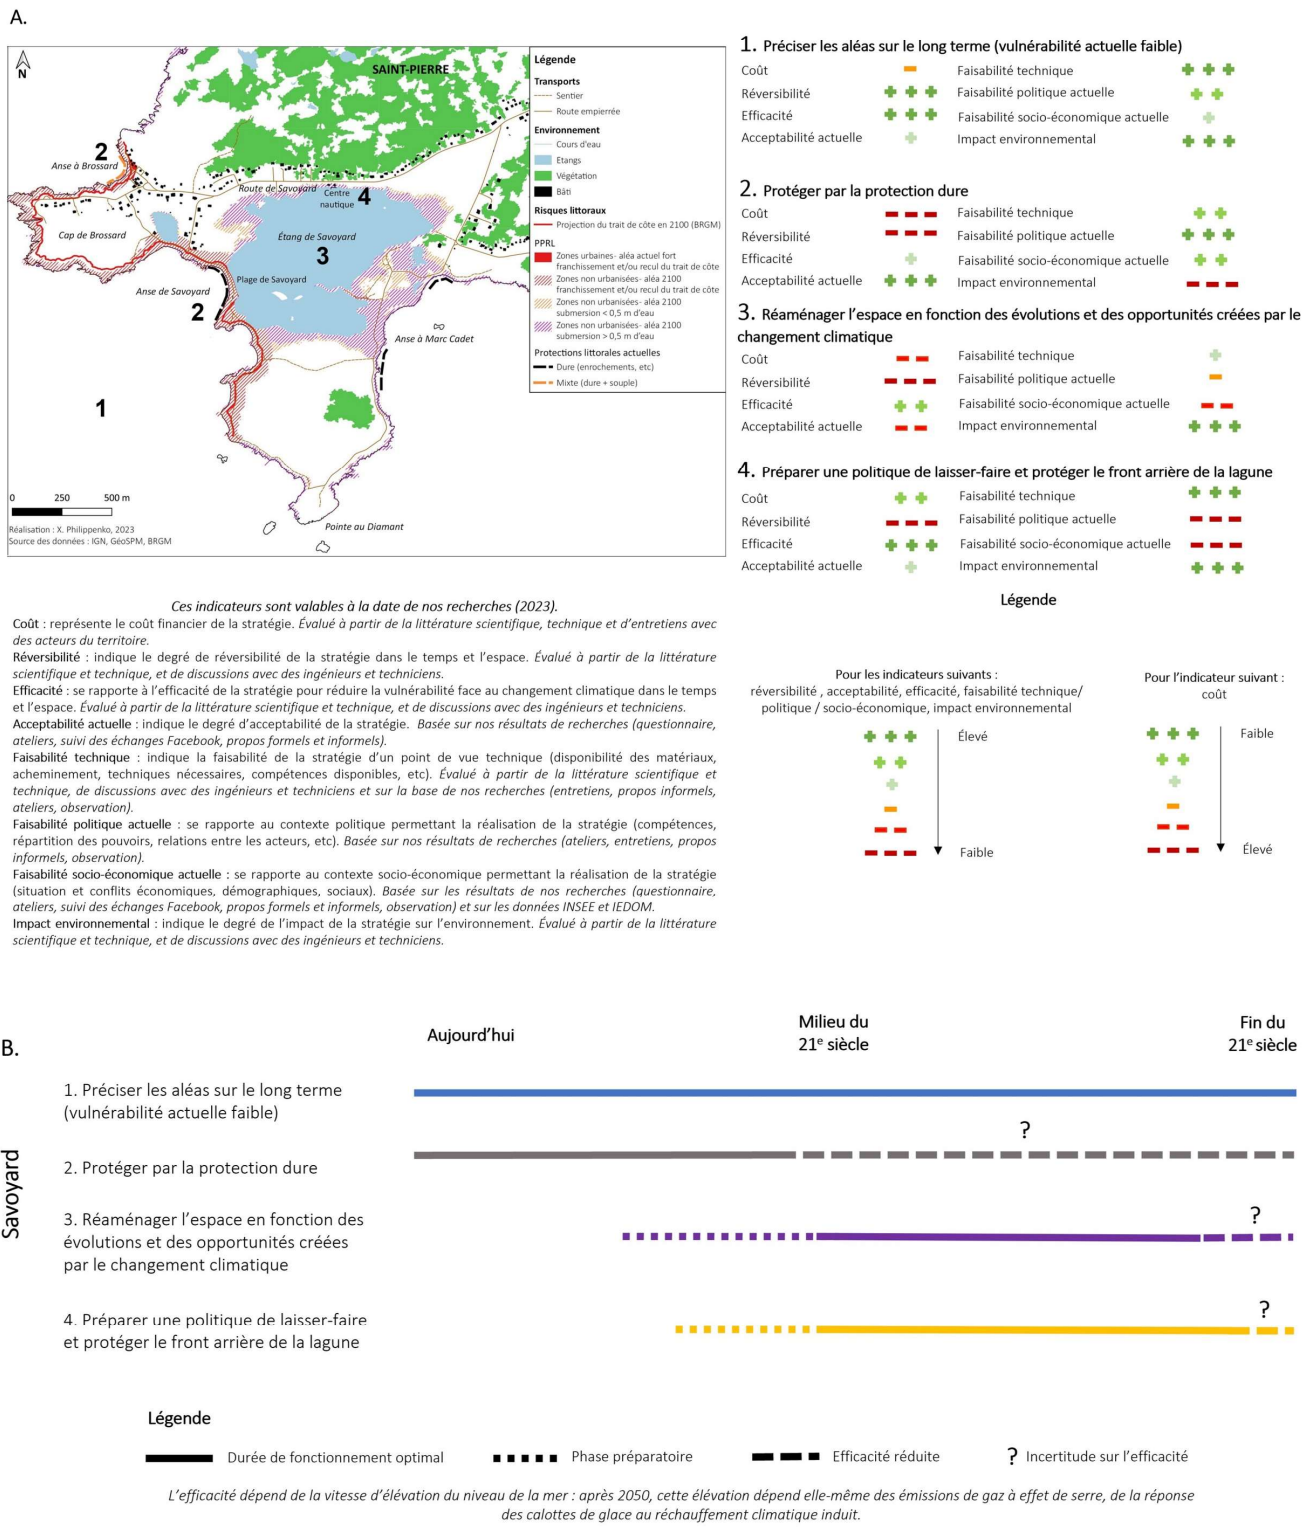 A.
N
SAINT-PIERRE
2
Anse à Brossard
Route de Savoyard
Centre
nautique
4
Étang de Savoyard
Cap de Brossard
3
Plage de Savoyard
Anse de Savoyard
2
Anse à Marc Cadet
1
0 250 500 m
Pointe au Diamant
Réalisation : X. Philippenko, 2023
Source des données : IGN, GéoSPM, BRGM
Légende
Transports
Sentier
Route empierrée
Environnement
Cours d'eau
Etangs
Végétation
Bâti
Risques littoraux
Projection du trait de côte en 2100 (BRGM)
PPRL
Zones urbaines- aléa actuel fort
franchissement et/ou recul du trait de côte
Zones non urbanisées- aléa 2100
franchissement et/ou recul du trait de côte
Zones non urbanisées- aléa 2100
submersion < 0,5 m d'eau
Zones non urbanisées- aléa 2100
submersion > 0,5 m d'eau
Protections littorales actuelles
Dure (enrochements, etc)
Mixte (dure + souple)
1. Préciser les aléas sur le long terme (vulnérabilité actuelle faible)
Coût - Faisabilité technique + + +
Réversibilité + + + Faisabilité politique actuelle + +
Efficacité + + + Faisabilité socio-économique actuelle +
Acceptabilité actuelle + Impact environnemental + + +
2. Protéger par la protection dure
Coût - - - Faisabilité technique + +
Réversibilité - - - Faisabilité politique actuelle + + +
Efficacité + Faisabilité socio-économique actuelle + +
Acceptabilité actuelle + + + Impact environnemental - - -
3. Réaménager l'espace en fonction des évolutions et des opportunités créées par le
changement climatique
Coût - - Faisabilité technique +
Réversibilité - - - Faisabilité politique actuelle -
Efficacité + + Faisabilité socio-économique actuelle - -
Acceptabilité actuelle - - Impact environnemental + + +
4. Préparer une politique de laisser-faire et protéger le front arrière de la lagune
Coût + + Faisabilité technique + + +
Réversibilité - - - Faisabilité politique actuelle - - -
Efficacité + + + Faisabilité socio-économique actuelle - - -
Acceptabilité actuelle + Impact environnemental + + +
Ces indicateurs sont valables à la date de nos recherches (2023).
Coût : représente le coût financier de la stratégie. Évalué à partir de la littérature scientifique, technique et d'entretiens avec
des acteurs du territoire.
Réversibilité : indique le degré de réversibilité de la stratégie dans le temps et l'espace. Évalué à partir de la littérature
scientifique et technique, et de discussions avec des ingénieurs et techniciens.
Efficacité : se rapporte à l'efficacité de la stratégie pour réduire la vulnérabilité face au changement climatique dans le temps
et l'espace. Évalué à partir de la littérature scientifique et technique, et de discussions avec des ingénieurs et techniciens.
Acceptabilité actuelle : indique le degré d'acceptabilité de la stratégie. Basée sur nos résultats de recherches (questionnaire,
ateliers, suivi des échanges Facebook, propos formels et informels).
Faisabilité technique : indique la faisabilité de la stratégie d'un point de vue technique (disponibilité des matériaux,
acheminement, techniques nécessaires, compétences disponibles, etc). Évalué à partir de la littérature scientifique et
technique, de discussions avec des ingénieurs et techniciens et sur la base de nos recherches (entretiens, propos informels,
ateliers, observation).
Faisabilité politique actuelle : se rapporte au contexte politique permettant la réalisation de la stratégie (compétences,
répartition des pouvoirs, relations entre les acteurs, etc). Basée sur nos résultats de recherches (ateliers, entretiens, propos
informels, observation).
Faisabilité socio-économique actuelle : se rapporte au contexte socio-économique permettant la réalisation de la stratégie
(situation et conflits économiques, démographiques, sociaux). Basée sur les résultats de nos recherches (questionnaire,
ateliers, suivi des échanges Facebook, propos formels et informels, observation) et sur les données INSEE et IEDOM.
Impact environnemental : indique le degré de l'impact de la stratégie sur l'environnement. Évalué à partir de la littérature
scientifique et technique, et de discussions avec des ingénieurs et techniciens.
Légende
Pour les indicateurs suivants :
réversibilité , acceptabilité, efficacité, faisabilité technique/
politique / socio-économique, impact environnemental
+ + + Élevé
+ +
+
-
- -
- - - Faible
Pour l'indicateur suivant :
coût
+ + + Faible
+ +
+
-
- -
- - - Élevé
B.
Aujourd'hui
Milieu du
21e siècle
Fin du
21e siècle
Savoyard
1. Préciser les aléas sur le long terme
(vulnérabilité actuelle faible)
?
2. Protéger par la protection dure
3. Réaménager l'espace en fonction des
évolutions et des opportunités créées
par le changement climatique
?
4. Préparer une politique de laisser-faire
et protéger le front arrière de la lagune
?
Légende
Durée de fonctionnement optimal
Phase préparatoire
Efficacité réduite
? Incertitude sur l'efficacité
L'efficacité dépend de la vitesse d'élévation du niveau de la mer : après 2050, cette élévation dépend elle-même des émissions de gaz à effet de serre, de la réponse
des calottes de glace au réchauffement climatique induit.